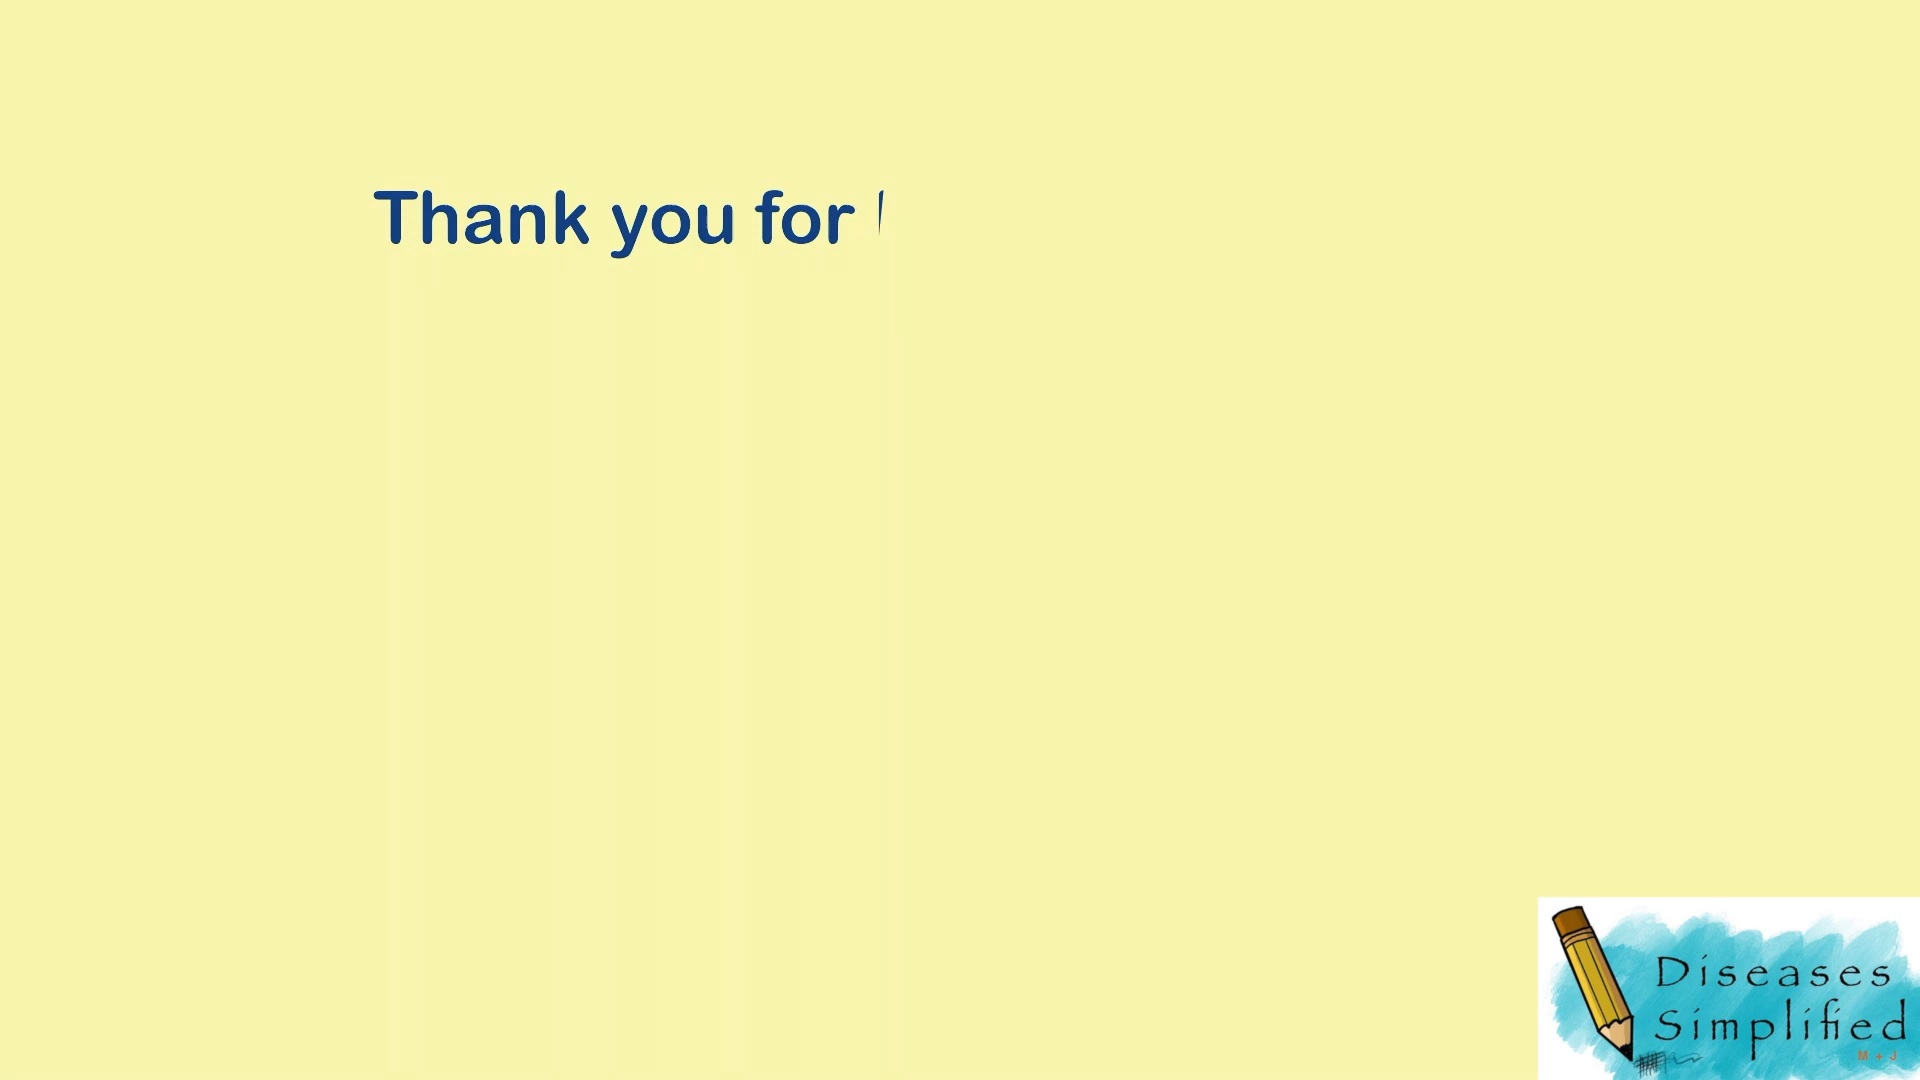 Thank you for
Diseases
Simplified
M + J